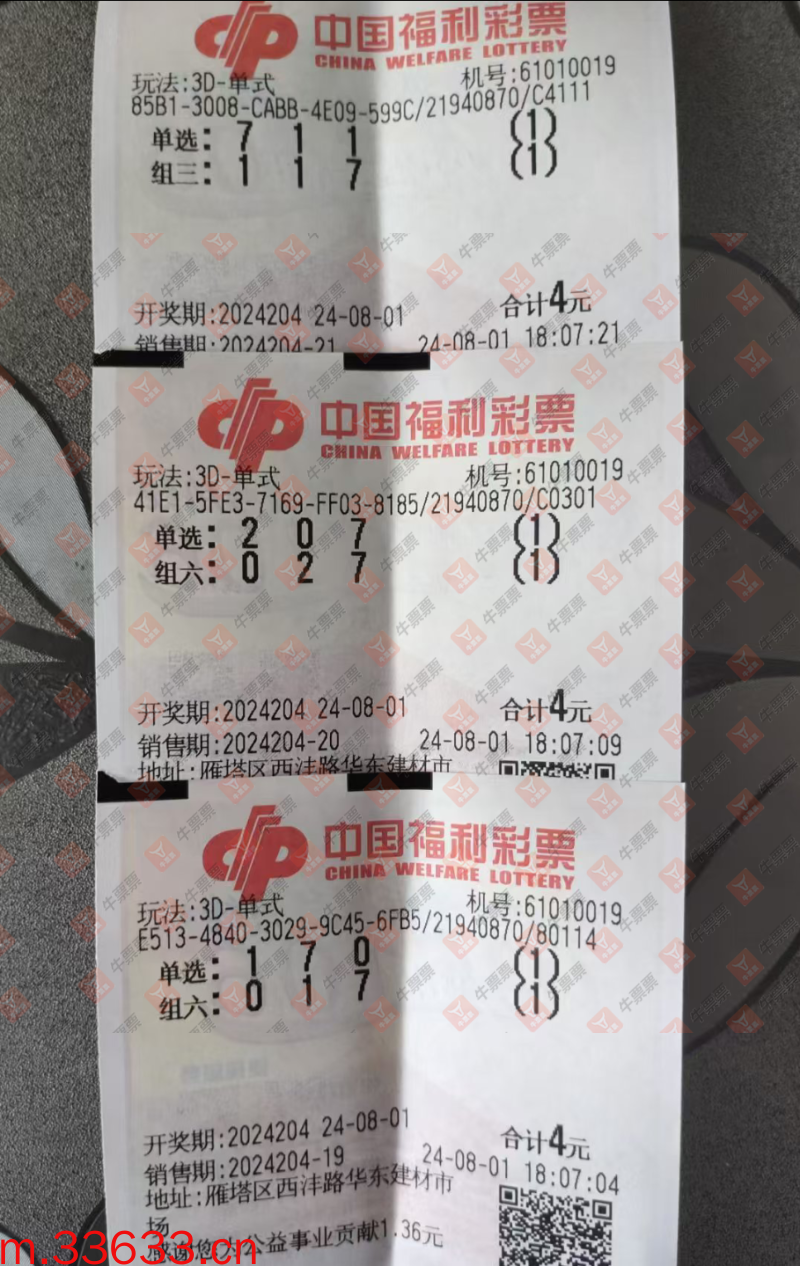 中国福利彩票
CHINA WELFARE LOTTERY
玩法:3D-单式 机号:61010019
85B1-3008-CABB-4E09-599C/21940870/C4111
单选: 7 1 1 (1)
组三: 1 1 7 (1)
开奖期:2024204 24-08-01 合计4元
销售期:2024204-21 24-08-01 18:07:21
中国福利彩票
CHINA WELFARE LOTTERY
玩法:3D-单式 机号:61010019
41E1-5FE3-7169-FF03-8185/21940870/C0301
单选: 2 0 7 (1)
组六: 0 2 7 (1)
开奖期:2024204 24-08-01 合计4元
销售期:2024204-20 24-08-01 18:07:09
地址:雁塔区西沣路华东建材市
中国福利彩票
CHINA WELFARE LOTTERY
玩法:3D-单式 机号:61010019
E513-4840-3029-9C45-6FB5/21940870/80114
单选: 1 7 0 (1)
组六: 0 1 7 (1)
开奖期:2024204 24-08-01 合计4元
销售期:2024204-19 24-08-01 18:07:04
地址:雁塔区西沣路华东建材市
场
感谢您为公益事业贡献1.36元
m.33633.cn
牛票票